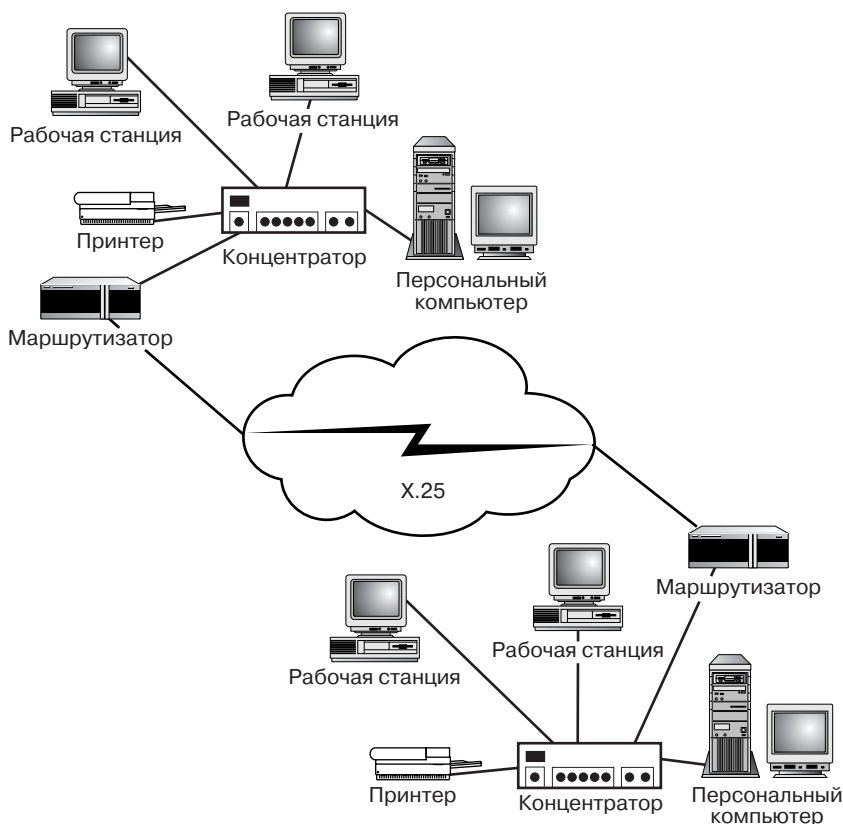 Рабочая станция
Рабочая станция
Принтер
Концентратор
Персональный
компьютер
Маршрутизатор
X.25
Маршрутизатор
Рабочая станция
Рабочая станция
Принтер
Концентратор
Персональный
компьютер